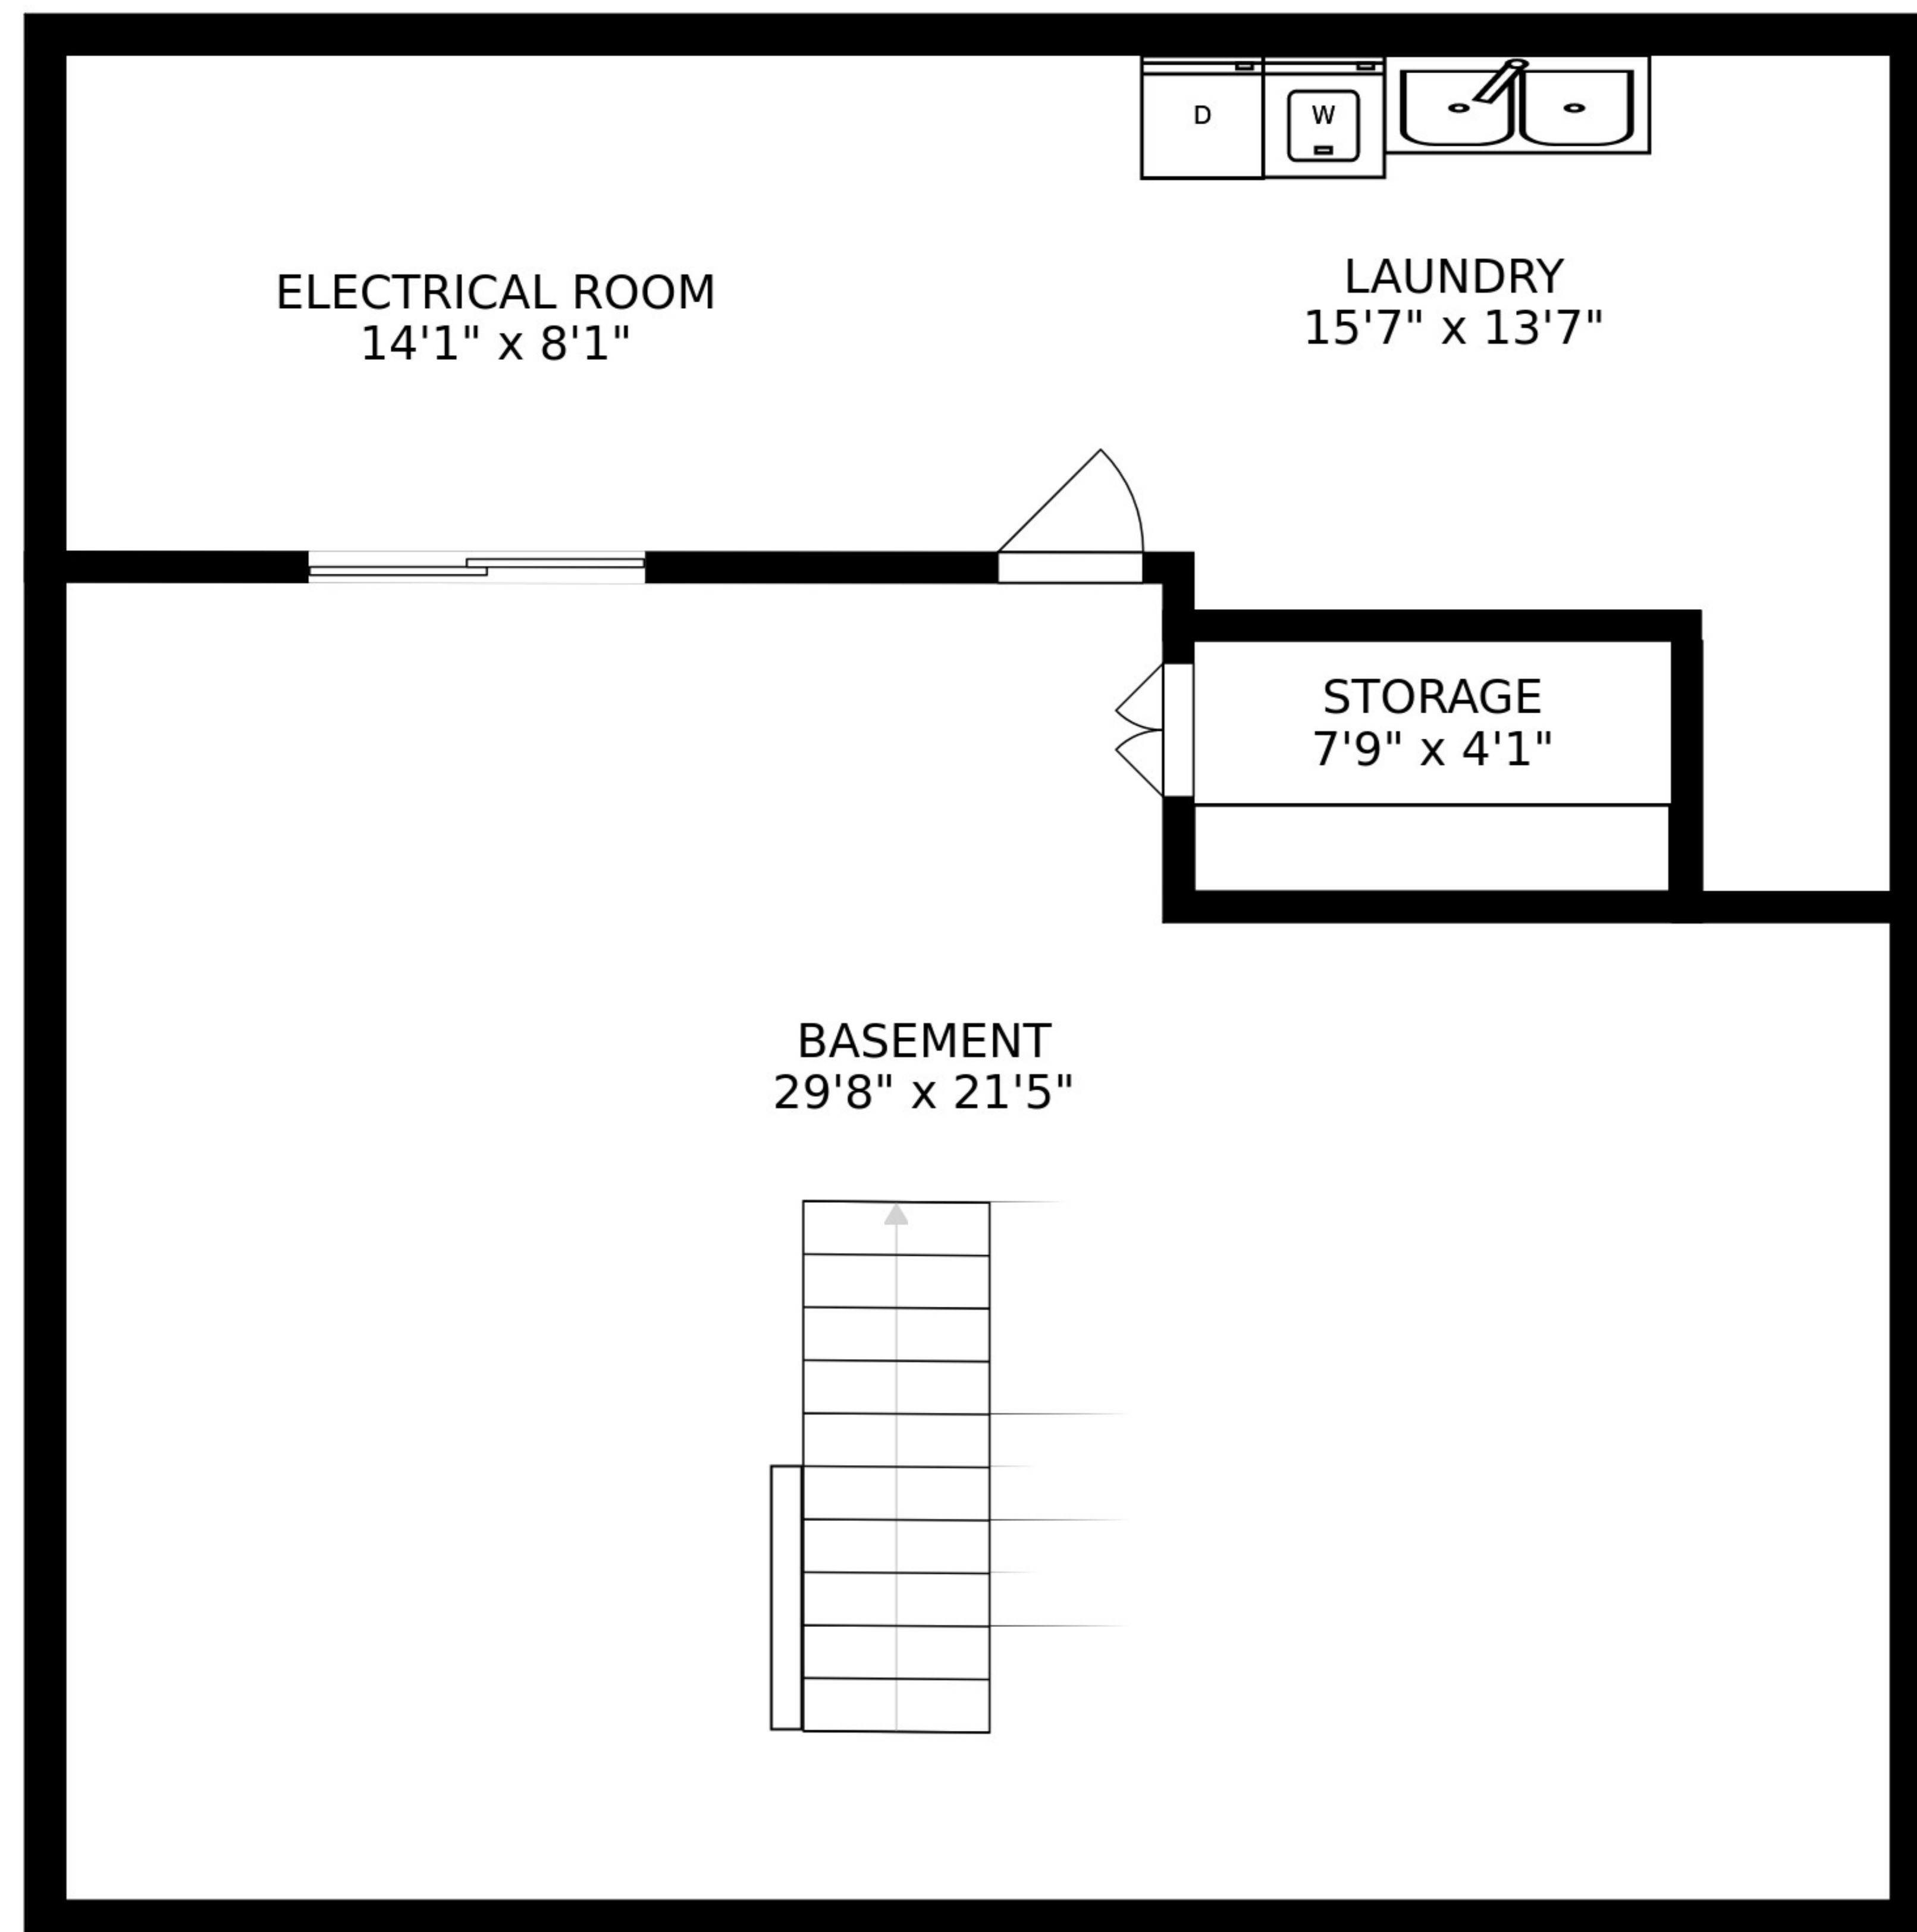 D
W
ELECTRICAL ROOM
14'1" x 8'1"
LAUNDRY
15'7" x 13'7"
STORAGE
7'9" x 4'1"
BASEMENT
29'8" x 21'5"